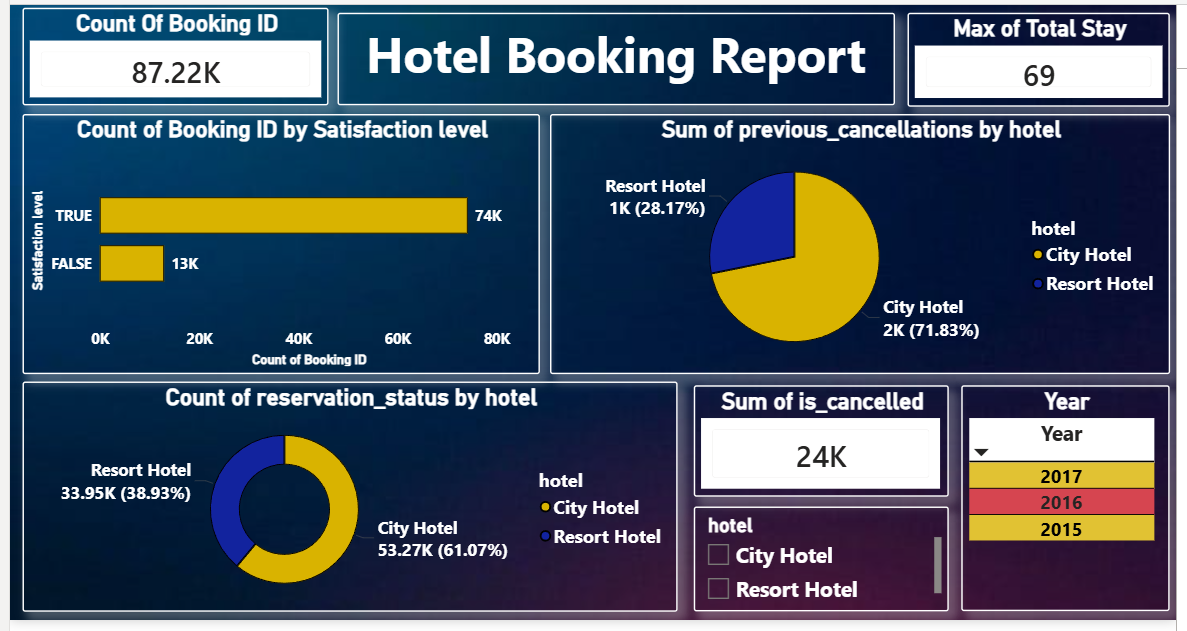 Count Of Booking ID
87.22K
Hotel Booking Report
Max of Total Stay
69
Count of Booking ID by Satisfaction level
Satisfaction level
TRUE
74K
FALSE
13K
0K 20K 40K 60K 80K
Count of Booking ID
Sum of previous_cancellations by hotel
Resort Hotel
1K (28.17%)
City Hotel
2K (71.83%)
hotel
City Hotel
Resort Hotel
Count of reservation_status by hotel
Resort Hotel
33.95K (38.93%)
City Hotel
53.27K (61.07%)
hotel
City Hotel
Resort Hotel
Sum of is_cancelled
24K
hotel
City Hotel
Resort Hotel
Year
Year
2017
2016
2015